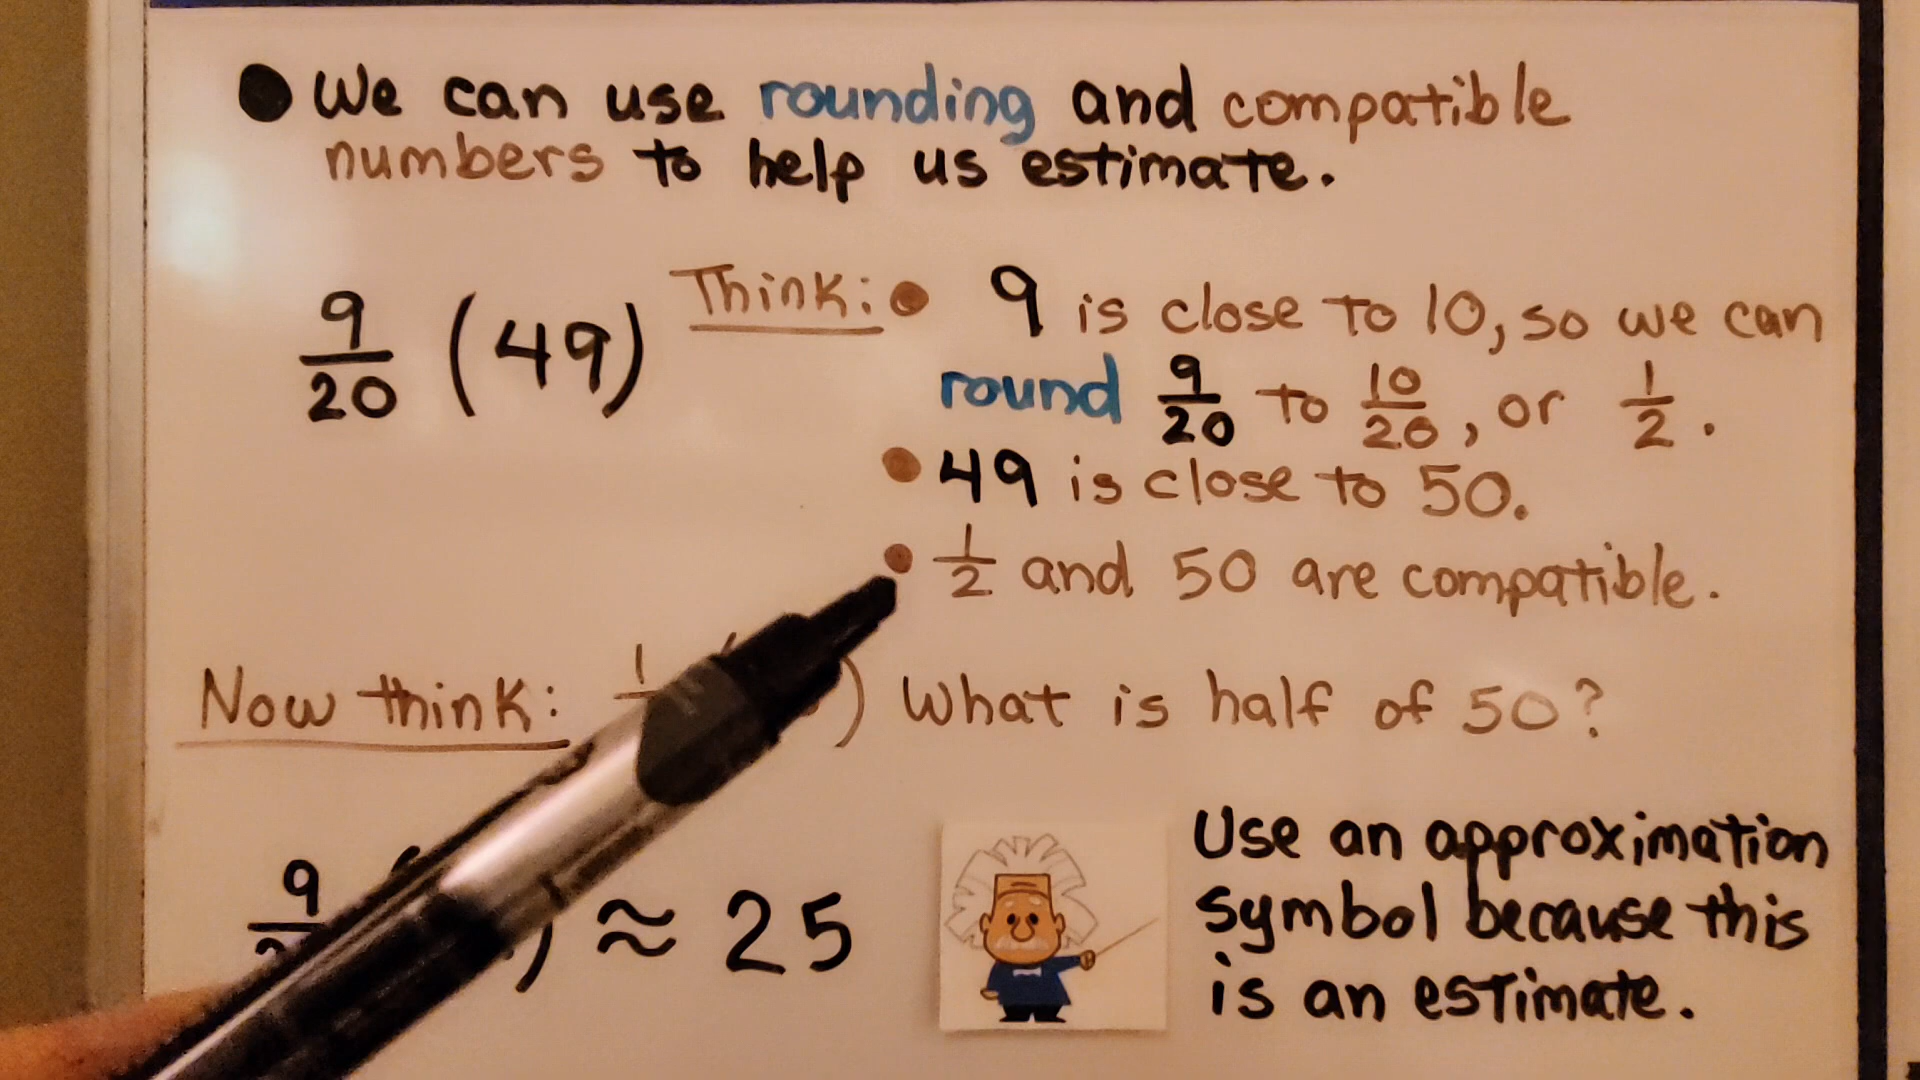 ● We can use rounding and compatible
numbers to help us estimate.
9/20 (49)
Think: ● 9 is close to 10, so we can
round 9/20 to 10/20, or 1/2.
● 49 is close to 50.
● 1/2 and 50 are compatible.
Now think: 1 ) What is half of 50?
9 ( ) ≈ 25
Use an approximation
symbol because this
is an estimate.